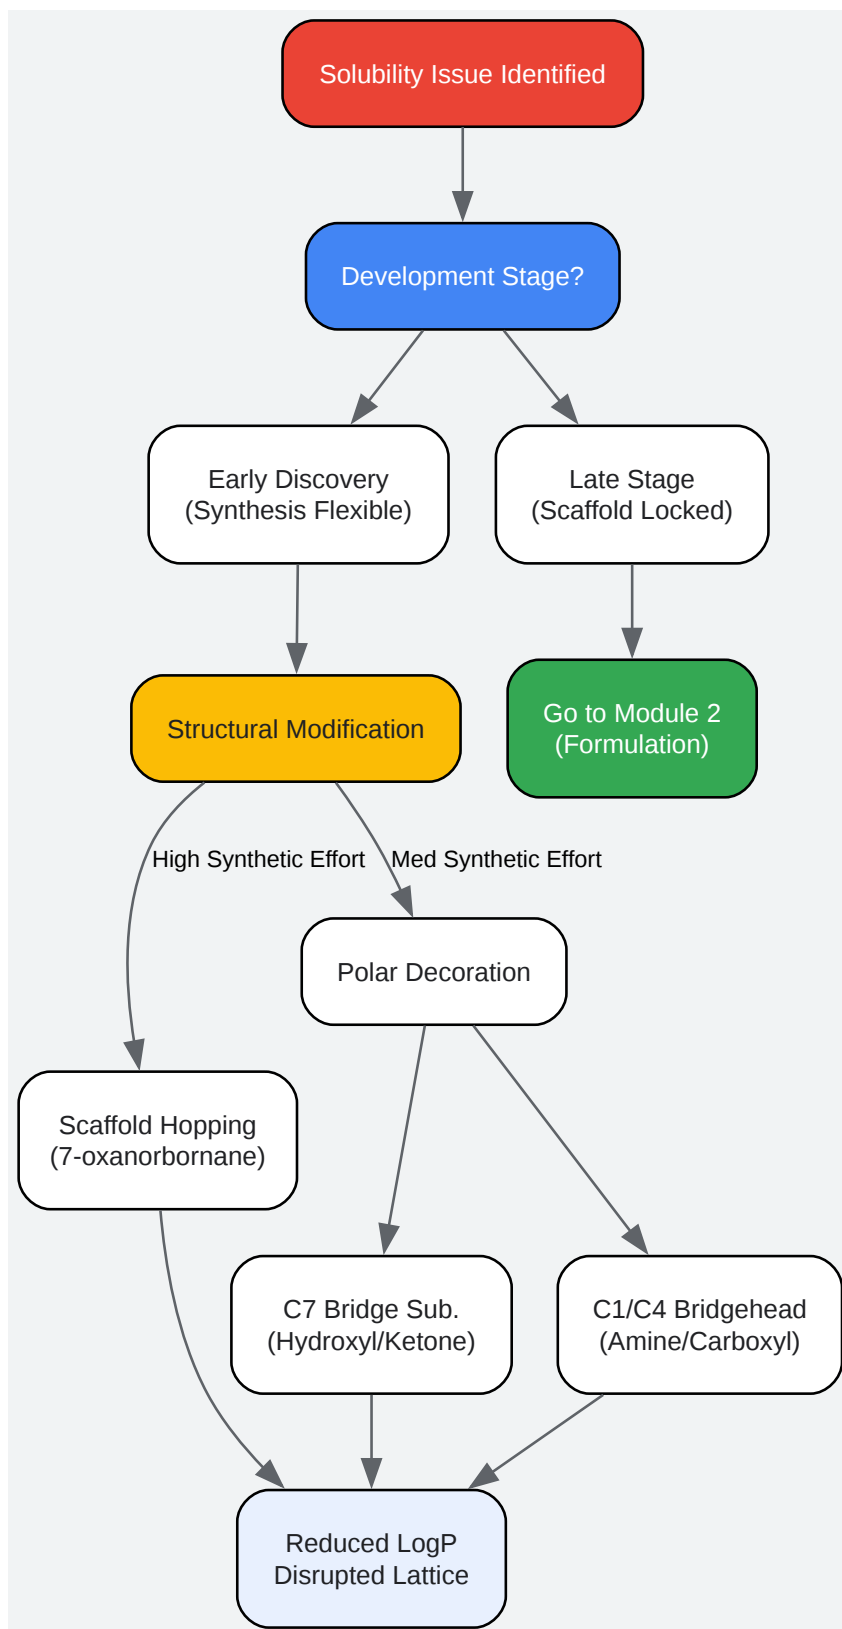 Solubility Issue Identified
Development Stage?
Early Discovery
(Synthesis Flexible)
Late Stage
(Scaffold Locked)
Structural Modification
Go to Module 2
(Formulation)
High Synthetic Effort
Med Synthetic Effort
Polar Decoration
Scaffold Hopping
(7-oxanorbornane)
C7 Bridge Sub.
(Hydroxyl/Ketone)
C1/C4 Bridgehead
(Amine/Carboxyl)
Reduced LogP
Disrupted Lattice